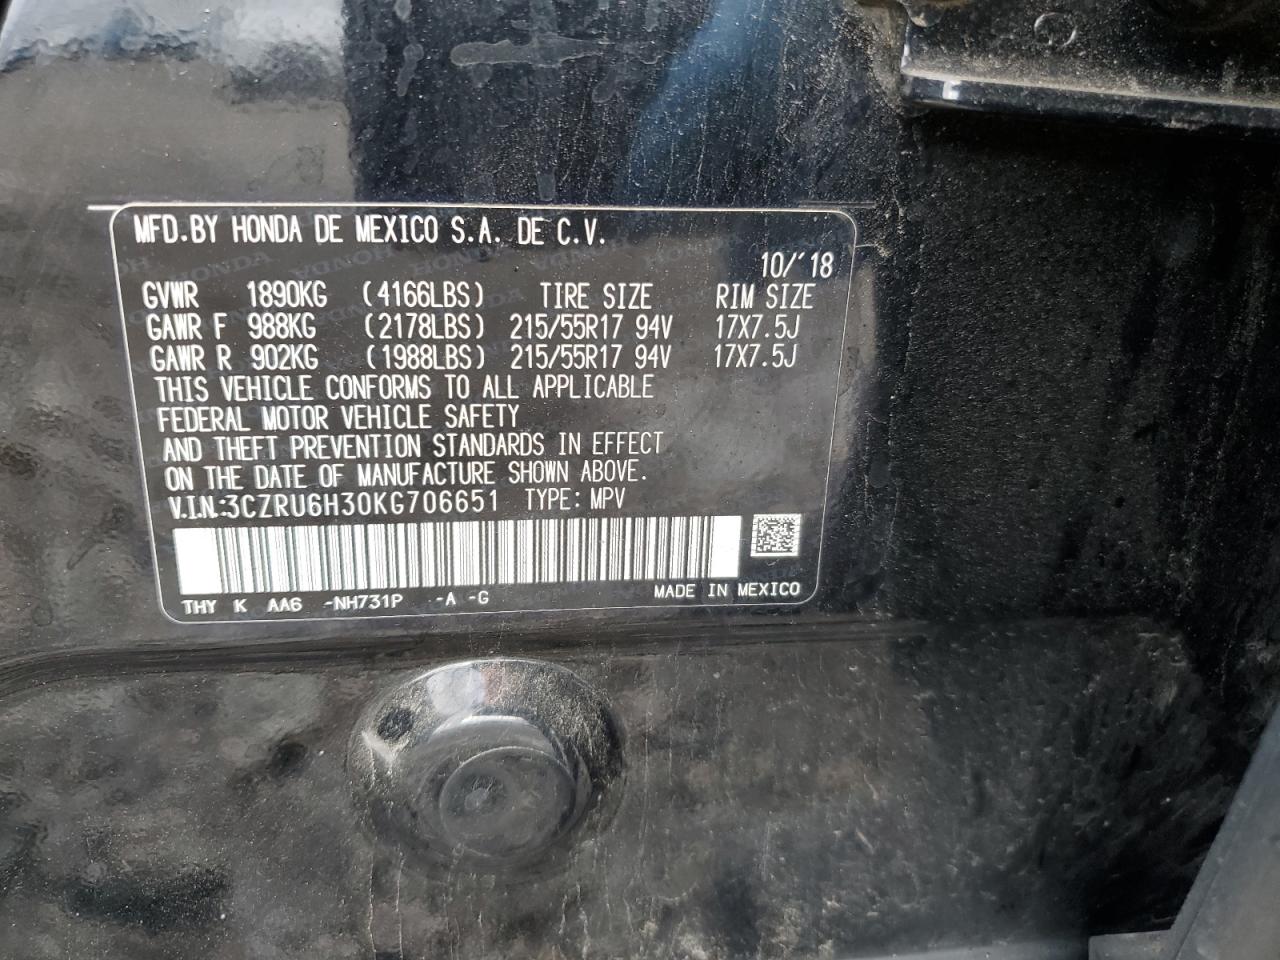 MFD.BY HONDA DE MEXICO S.A. DE C.V.
10/'18
GVWR 1890KG (4166LBS) TIRE SIZE RIM SIZE
GAWR F 988KG (2178LBS) 215/55R17 94V 17X7.5J
GAWR R 902KG (1988LBS) 215/55R17 94V 17X7.5J
THIS VEHICLE CONFORMS TO ALL APPLICABLE
FEDERAL MOTOR VEHICLE SAFETY
AND THEFT PREVENTION STANDARDS IN EFFECT
ON THE DATE OF MANUFACTURE SHOWN ABOVE.
V.I.N:3CZRU6H30KG706651 TYPE: MPV
THY K AA6 -NH731P -A -G MADE IN MEXICO